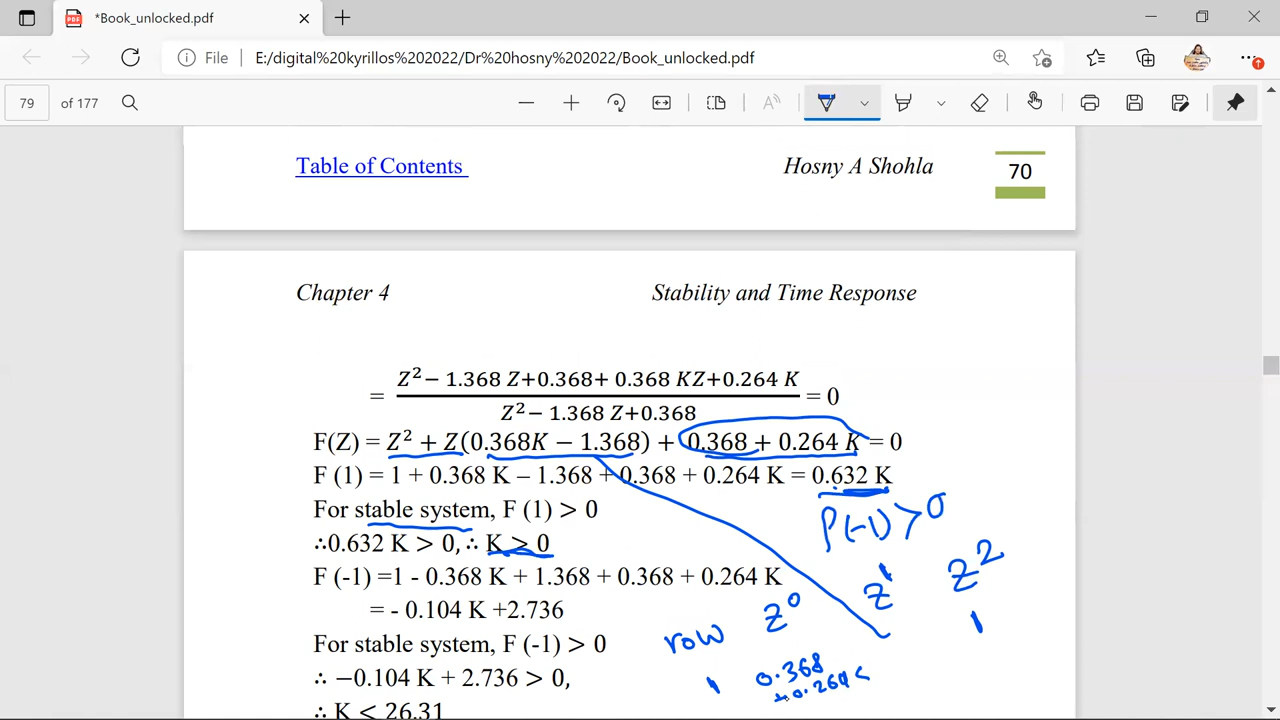 *Book_unlocked.pdf
File E:/digital%20kyrillos%202022/Dr%20hosny%202022/Book_unlocked.pdf
79 of 177
Table of Contents Hosny A Shohla 70
Chapter 4 Stability and Time Response
= Z² – 1.368 Z+0.368+ 0.368 KZ+0.264 K / Z² – 1.368 Z+0.368 = 0
F(Z) = Z² + Z(0.368K − 1.368) + 0.368 + 0.264 K = 0
F (1) = 1 + 0.368 K – 1.368 + 0.368 + 0.264 K = 0.632 K
P(-1) > 0
For stable system, F (1) > 0
∴0.632 K > 0, ∴ K > 0
F (-1) =1 - 0.368 K + 1.368 + 0.368 + 0.264 K
= - 0.104 K +2.736
row Z⁰ Z¹ Z²
For stable system, F (-1) > 0
∴ −0.104 K + 2.736 > 0,
1 0.368 1
+0.264K
∴ K < 26.31